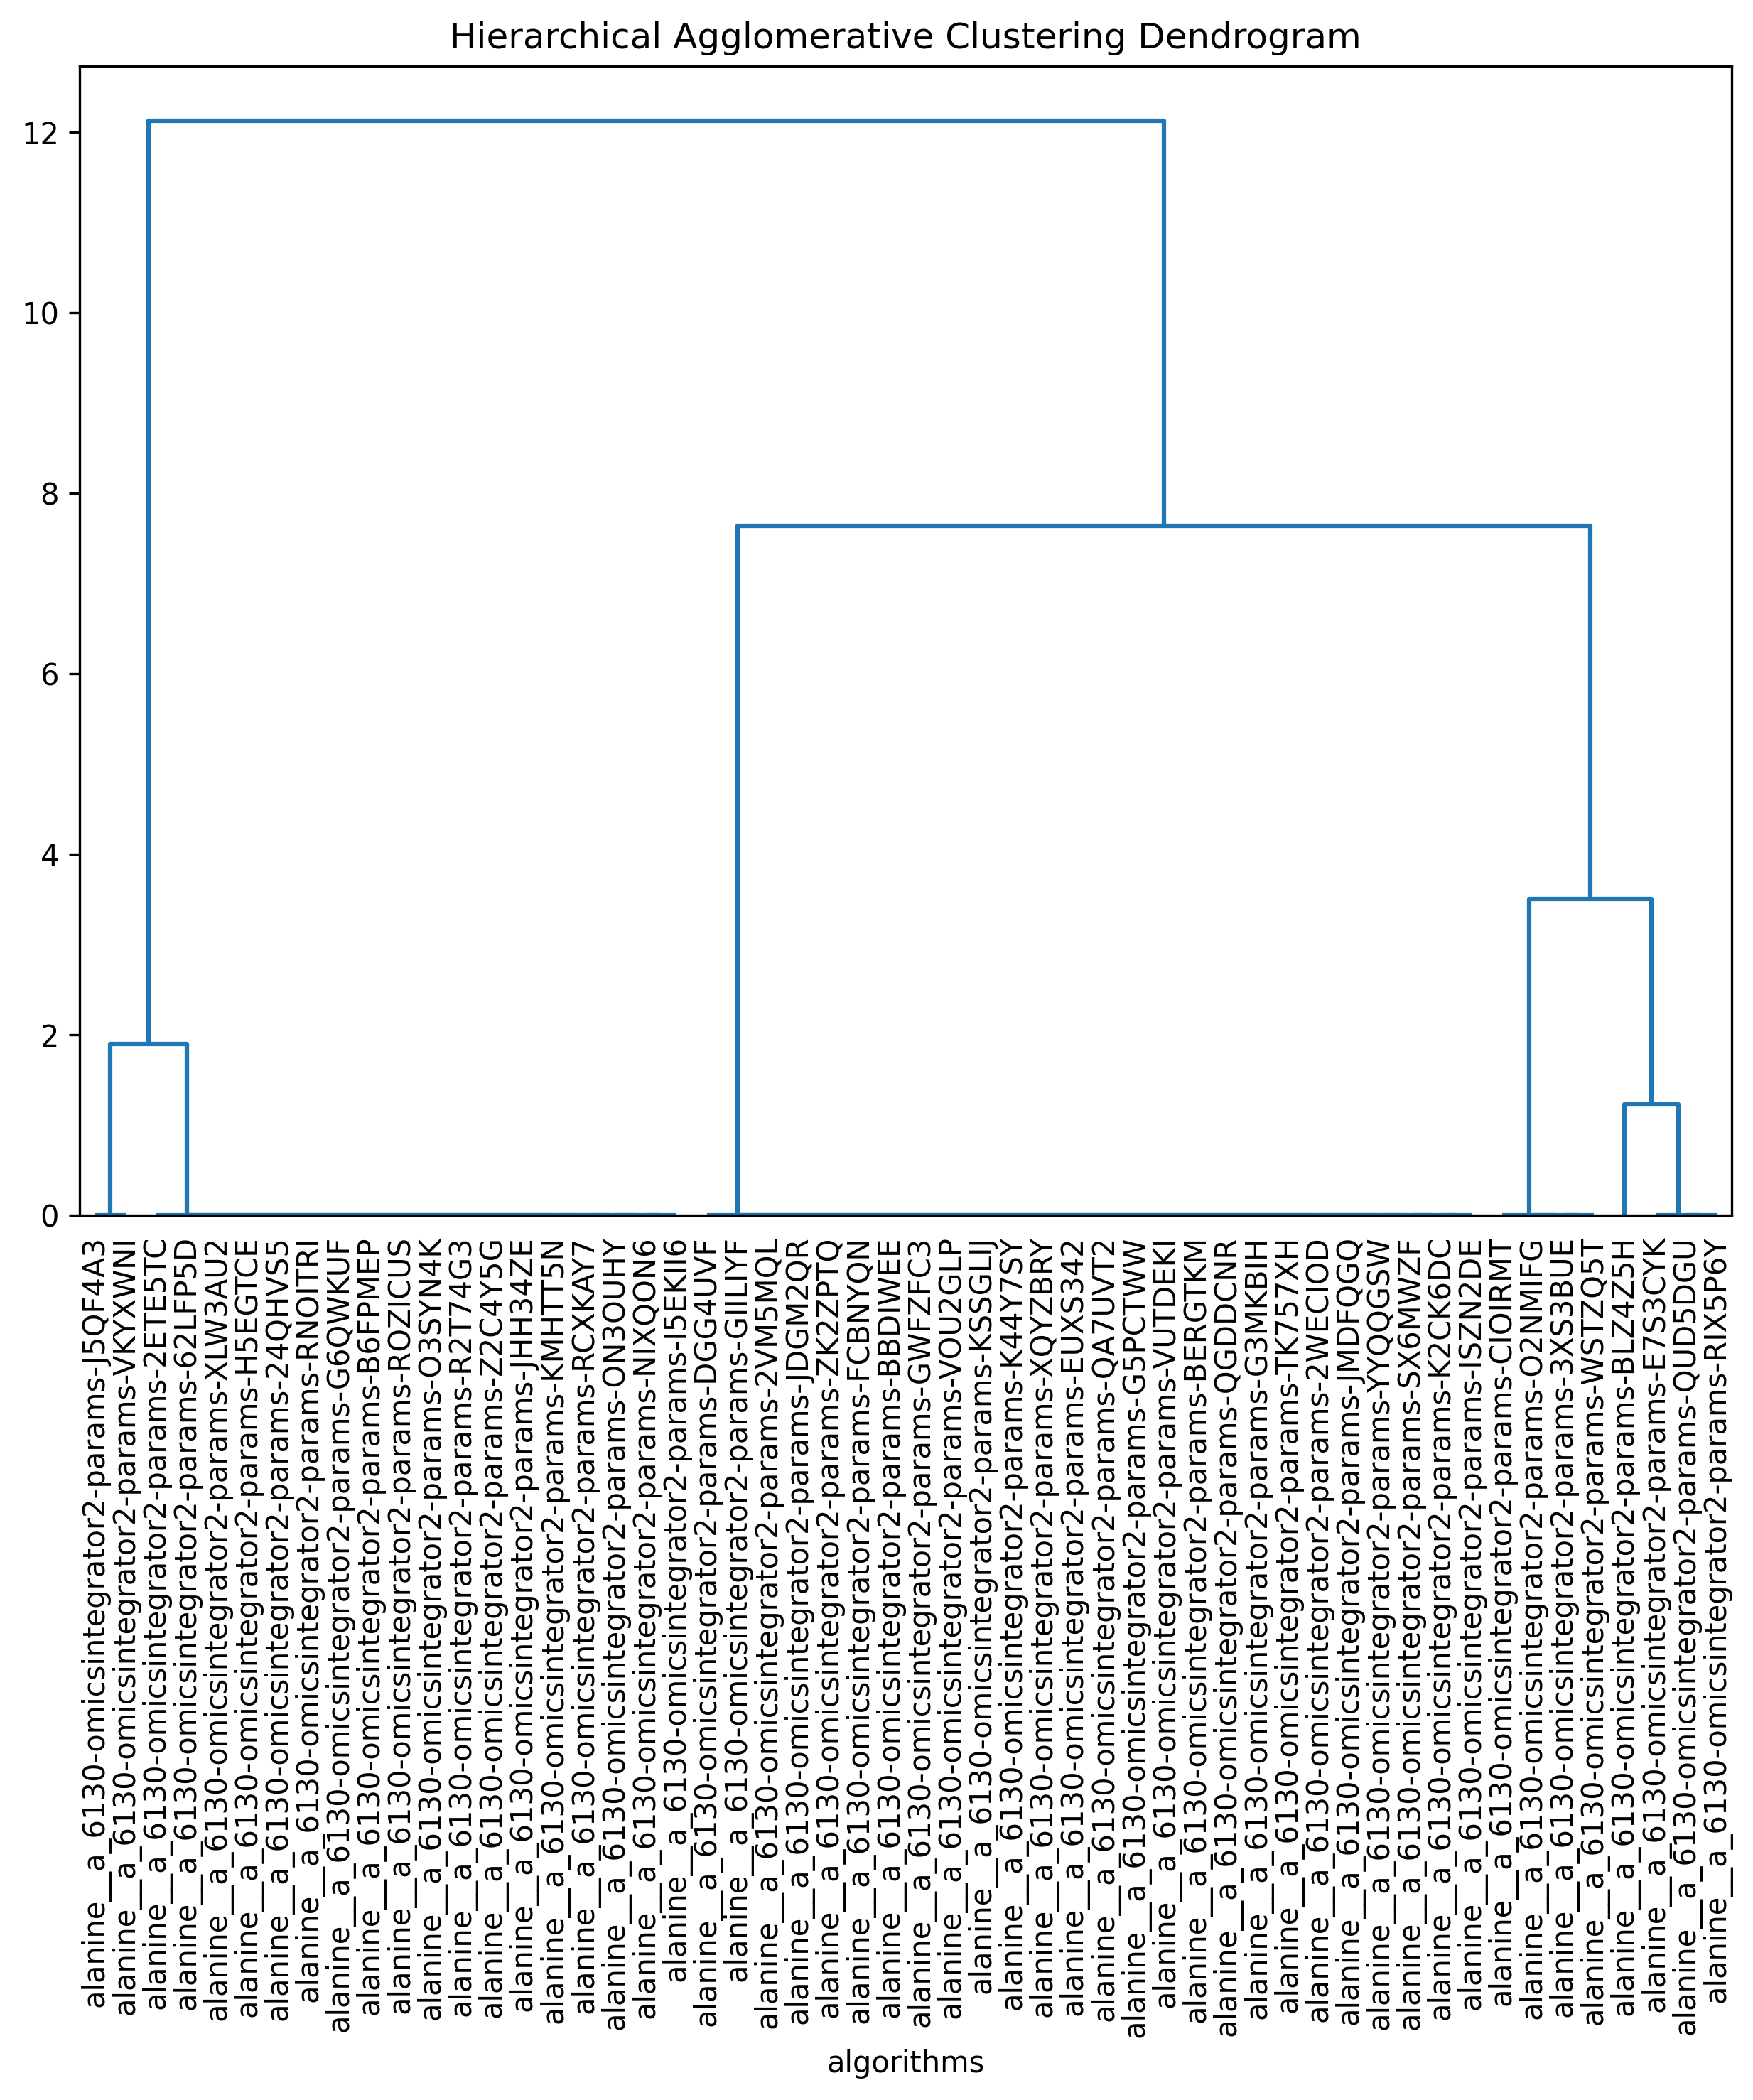 Hierarchical Agglomerative Clustering Dendrogram
12
10
8
6
4
2
0
alanine__a_6130-omicsintegrator2-params-J5QF4A3
alanine__a_6130-omicsintegrator2-params-VKYXWNI
alanine__a_6130-omicsintegrator2-params-2ETE5TC
alanine__a_6130-omicsintegrator2-params-62LFP5D
alanine__a_6130-omicsintegrator2-params-XLW3AU2
alanine__a_6130-omicsintegrator2-params-H5EGTCE
alanine__a_6130-omicsintegrator2-params-24QHVS5
alanine__a_6130-omicsintegrator2-params-RNOITRI
alanine__a_6130-omicsintegrator2-params-G6QWKUF
alanine__a_6130-omicsintegrator2-params-B6FPMEP
alanine__a_6130-omicsintegrator2-params-ROZICUS
alanine__a_6130-omicsintegrator2-params-O3SYN4K
alanine__a_6130-omicsintegrator2-params-R2T74G3
alanine__a_6130-omicsintegrator2-params-Z2C4Y5G
alanine__a_6130-omicsintegrator2-params-JHH34ZE
alanine__a_6130-omicsintegrator2-params-KMHTT5N
alanine__a_6130-omicsintegrator2-params-RCXKAY7
alanine__a_6130-omicsintegrator2-params-ON3OUHY
alanine__a_6130-omicsintegrator2-params-NIXQON6
alanine__a_6130-omicsintegrator2-params-I5EKII6
alanine__a_6130-omicsintegrator2-params-DGG4UVF
alanine__a_6130-omicsintegrator2-params-GIILIYF
alanine__a_6130-omicsintegrator2-params-2VM5MQL
alanine__a_6130-omicsintegrator2-params-JDGM2QR
alanine__a_6130-omicsintegrator2-params-ZK2ZPTQ
alanine__a_6130-omicsintegrator2-params-FCBNYQN
alanine__a_6130-omicsintegrator2-params-BBDIWEE
alanine__a_6130-omicsintegrator2-params-GWFZFC3
alanine__a_6130-omicsintegrator2-params-VOU2GLP
alanine__a_6130-omicsintegrator2-params-KSSGLIJ
alanine__a_6130-omicsintegrator2-params-K44Y7SY
alanine__a_6130-omicsintegrator2-params-XQYZBRY
alanine__a_6130-omicsintegrator2-params-EUXS342
alanine__a_6130-omicsintegrator2-params-QA7UVT2
alanine__a_6130-omicsintegrator2-params-G5PCTWW
alanine__a_6130-omicsintegrator2-params-VUTDEKI
alanine__a_6130-omicsintegrator2-params-BERGTKM
alanine__a_6130-omicsintegrator2-params-QGDDCNR
alanine__a_6130-omicsintegrator2-params-G3MKBIH
alanine__a_6130-omicsintegrator2-params-TK757XH
alanine__a_6130-omicsintegrator2-params-2WECIOD
alanine__a_6130-omicsintegrator2-params-JMDFQGQ
alanine__a_6130-omicsintegrator2-params-YYQQGSW
alanine__a_6130-omicsintegrator2-params-SX6MWZF
alanine__a_6130-omicsintegrator2-params-K2CK6DC
alanine__a_6130-omicsintegrator2-params-ISZN2DE
alanine__a_6130-omicsintegrator2-params-CIOIRMT
alanine__a_6130-omicsintegrator2-params-O2NMIFG
alanine__a_6130-omicsintegrator2-params-3XS3BUE
alanine__a_6130-omicsintegrator2-params-WSTZQ5T
alanine__a_6130-omicsintegrator2-params-BLZ4Z5H
alanine__a_6130-omicsintegrator2-params-E7S3CYK
alanine__a_6130-omicsintegrator2-params-QUD5DGU
alanine__a_6130-omicsintegrator2-params-RIX5P6Y
algorithms